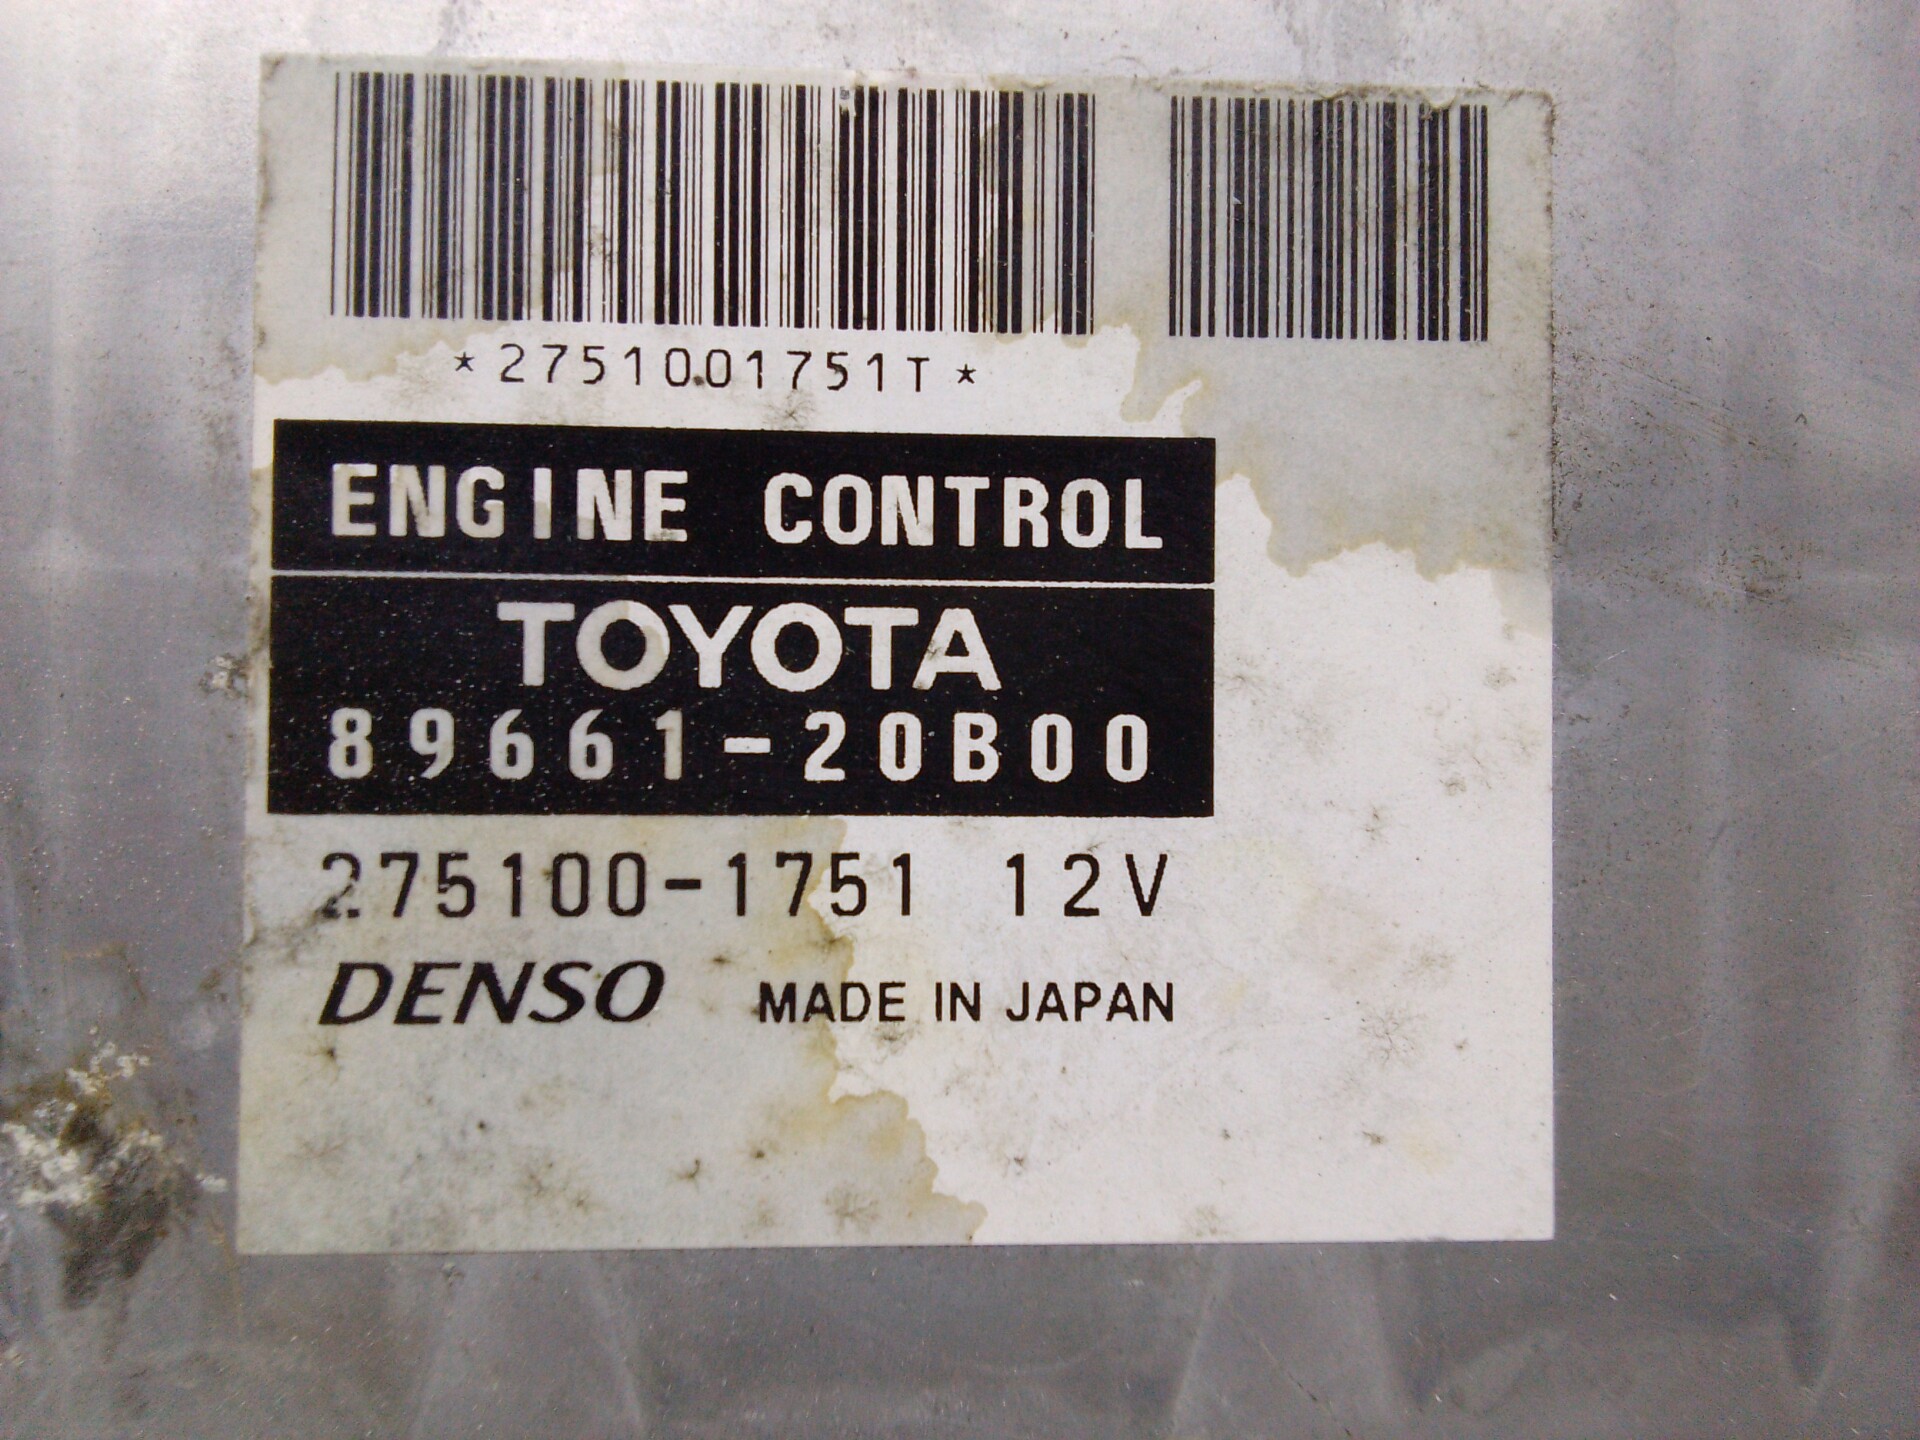 *2751001751T*
ENGINE CONTROL
TOYOTA
89661-20B00
275100-1751 12V
DENSO MADE IN JAPAN